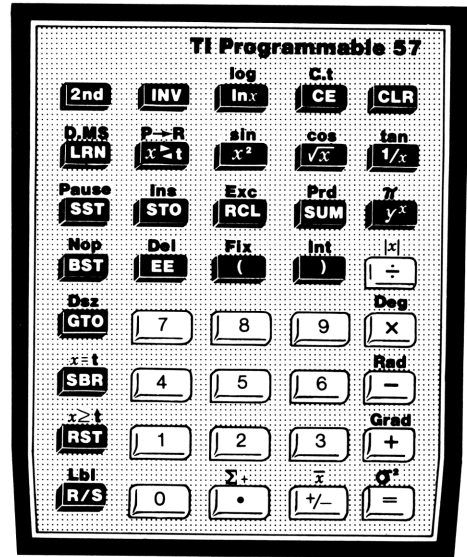 TI Programmable 57
log C.t
2nd INV lnx CE CLR
D.MS P→R sin cos tan
LRN x⪌t x² √x 1/x
Pause Ins Exc Prd π
SST STO RCL SUM yˣ
Nop Del Fix Int |x|
BST EE ( ) ÷
Dsz Deg
GTO 7 8 9 ×
x=t Rad
SBR 4 5 6 −
x≥t Grad
RST 1 2 3 +
Lbl Σ+ x̅ σ²
R/S 0 • +/− =